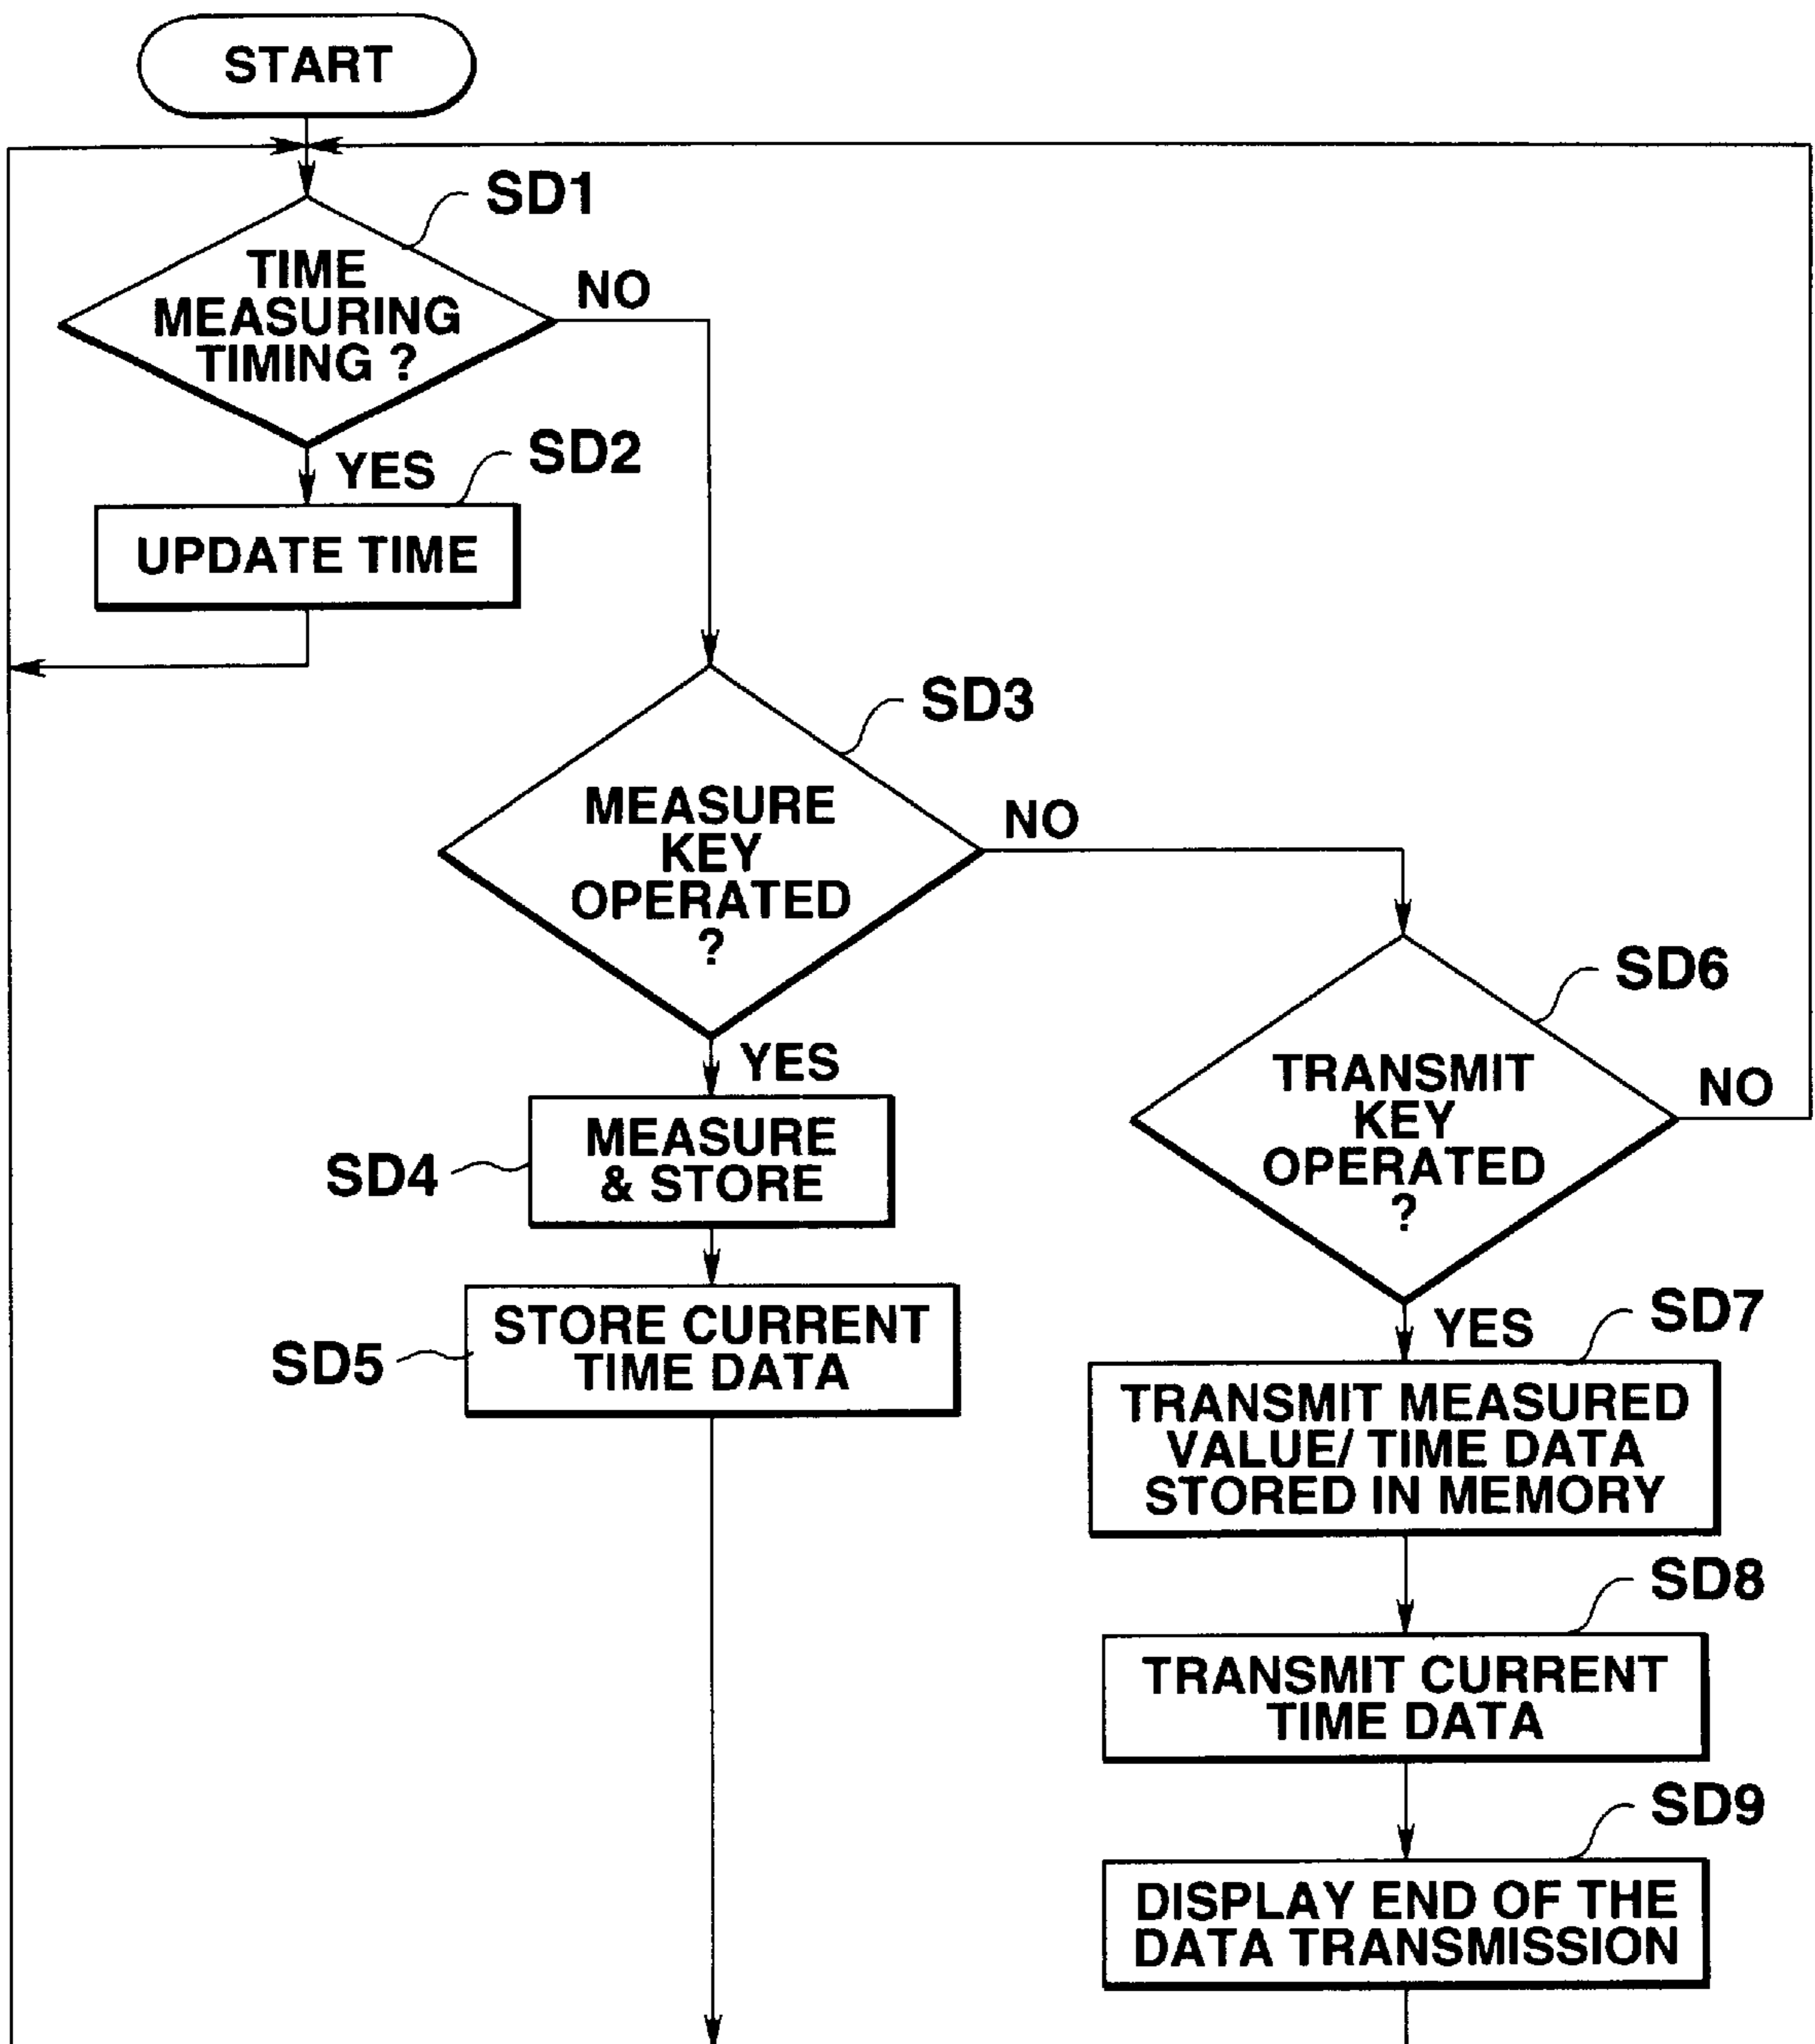 START
SD1
TIME
MEASURING
TIMING ?
NO
YES
SD2
UPDATE TIME
SD3
MEASURE
KEY
OPERATED
?
NO
YES
SD4
MEASURE
& STORE
SD5
STORE CURRENT
TIME DATA
SD6
TRANSMIT
KEY
OPERATED
?
NO
YES
SD7
TRANSMIT MEASURED
VALUE/ TIME DATA
STORED IN MEMORY
SD8
TRANSMIT CURRENT
TIME DATA
SD9
DISPLAY END OF THE
DATA TRANSMISSION